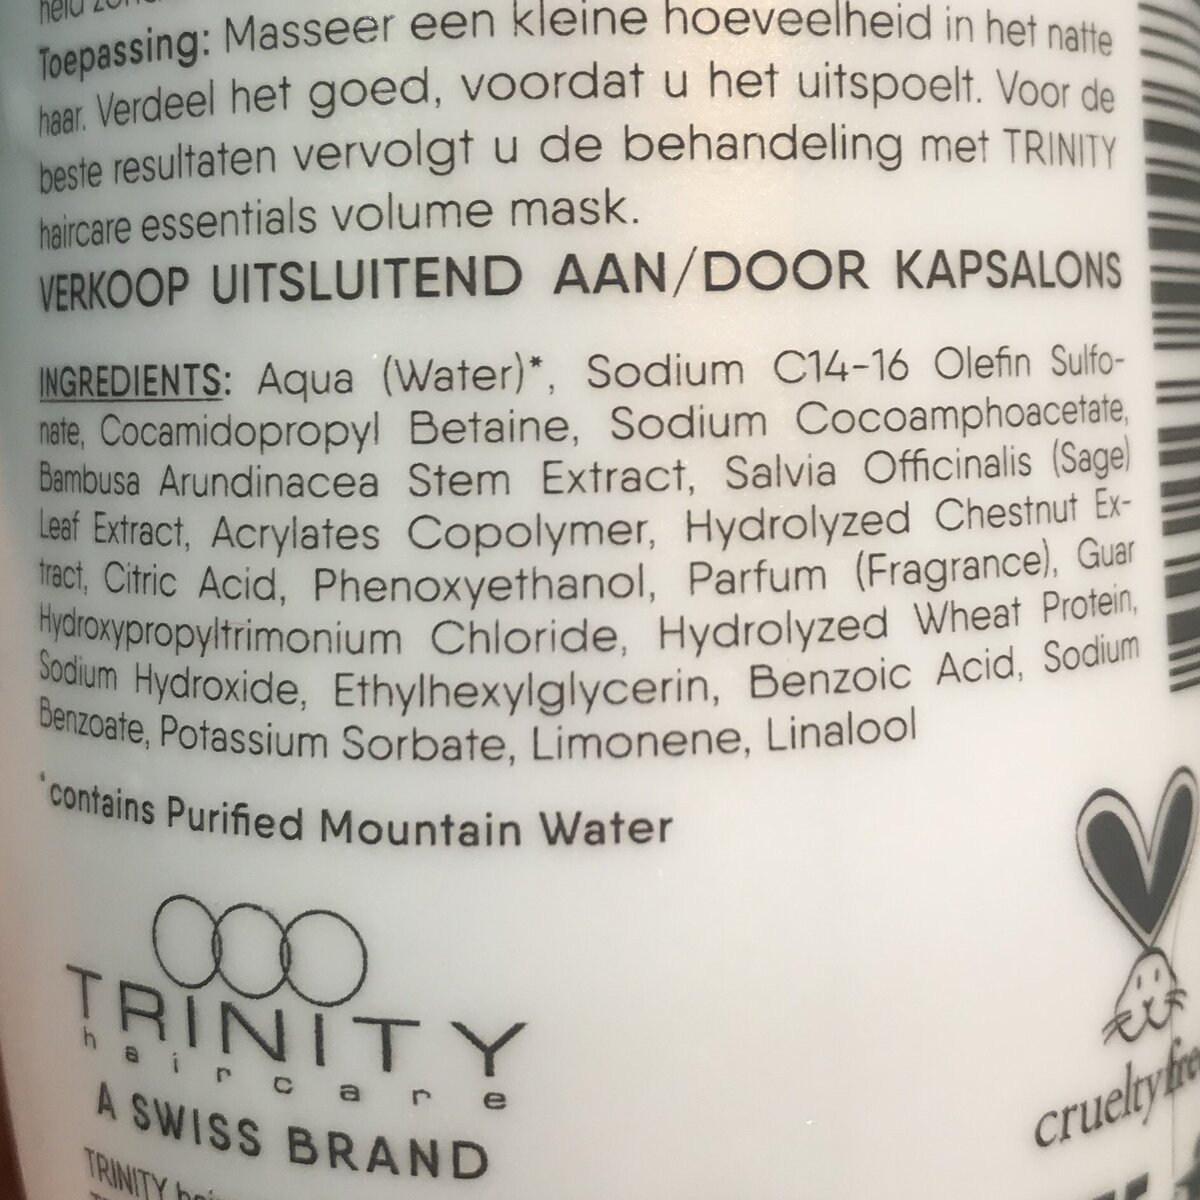 Toepassing: Masseer een kleine hoeveelheid in het natte
haar. Verdeel het goed, voordat u het uitspoelt. Voor de
beste resultaten vervolgt u de behandeling met TRINITY
haircare essentials volume mask.
VERKOOP UITSLUITEND AAN/DOOR KAPSALONS
INGREDIENTS: Aqua (Water)*, Sodium C14-16 Olefin Sulfo-
nate, Cocamidopropyl Betaine, Sodium Cocoamphoacetate,
Bambusa Arundinacea Stem Extract, Salvia Officinalis (Sage)
Leaf Extract, Acrylates Copolymer, Hydrolyzed Chestnut Ex-
tract, Citric Acid, Phenoxyethanol, Parfum (Fragrance), Guar
Hydroxypropyltrimonium Chloride, Hydrolyzed Wheat Protein,
Sodium Hydroxide, Ethylhexylglycerin, Benzoic Acid, Sodium
Benzoate, Potassium Sorbate, Limonene, Linalool
*contains Purified Mountain Water
TRINITY
haircare
A SWISS BRAND
crueltyfree
TRINITY